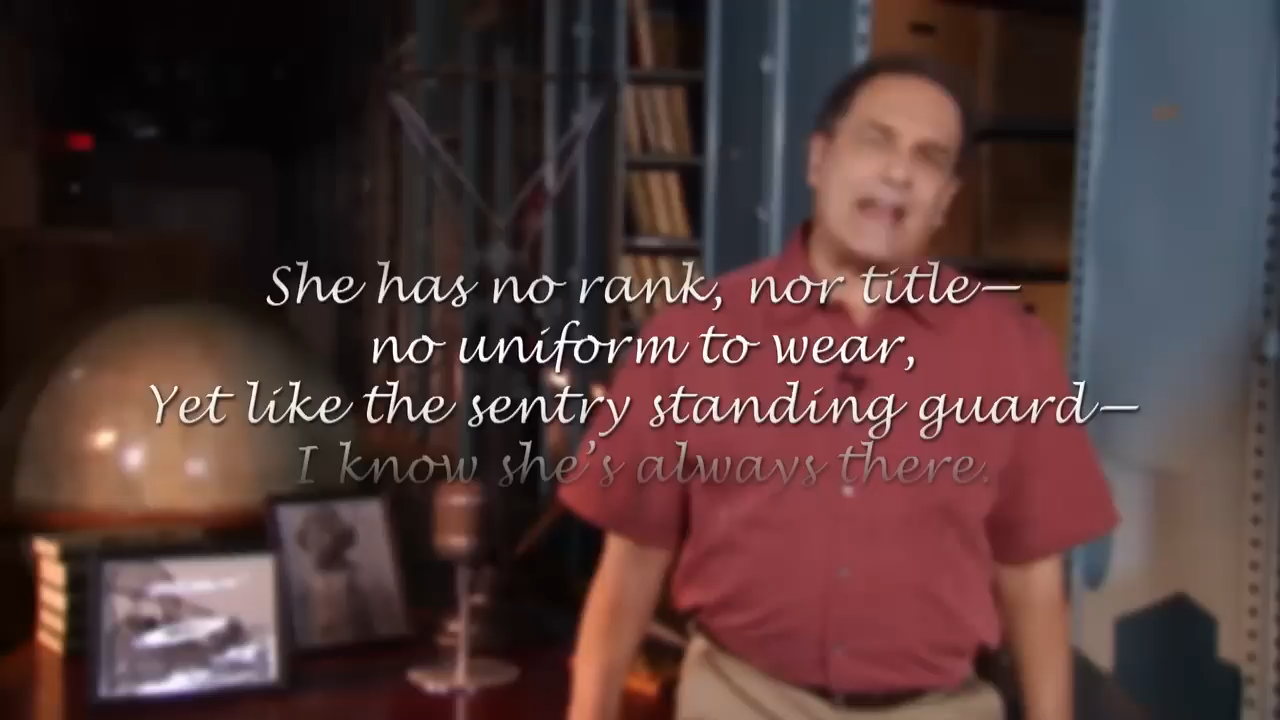 She has no rank, nor title—
no uniform to wear,
Yet like the sentry standing guard—
I know she's always there.